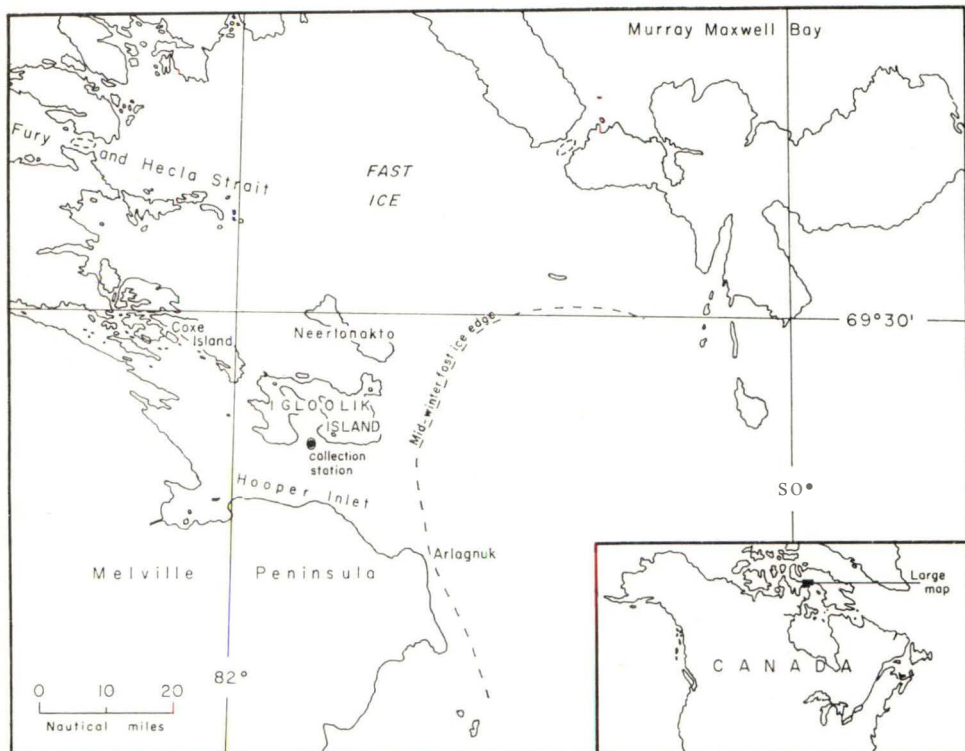 Murray Maxwell Bay
Fury and Hecla Strait
FAST
ICE
69°30'
Coxe
Island
Neerlonakto
Mid-winter fast ice edge
IGLOOLIK
ISLAND
collection
station
Hooper Inlet
SO°
Arlagnuk
Melville Peninsula
Large
map
CANADA
82°
0 10 20
Nautical miles